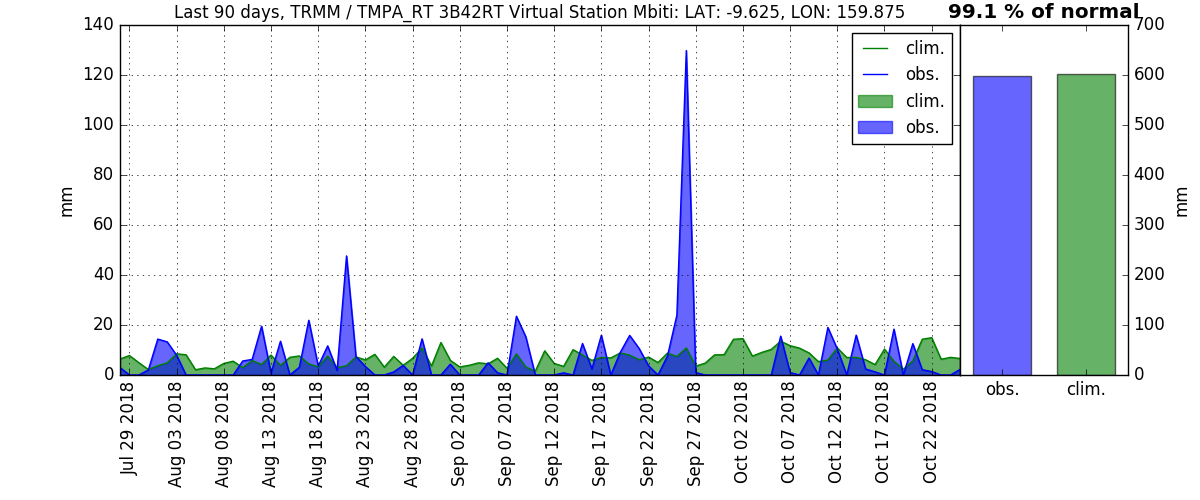 Last 90 days, TRMM / TMPA_RT 3B42RT Virtual Station Mbiti: LAT: -9.625, LON: 159.875
99.1 % of normal
140
120
100
80
60
40
20
0
mm
clim.
obs.
clim.
obs.
700
600
500
400
300
200
100
0
mm
Jul 29 2018
Aug 03 2018
Aug 08 2018
Aug 13 2018
Aug 18 2018
Aug 23 2018
Aug 28 2018
Sep 02 2018
Sep 07 2018
Sep 12 2018
Sep 17 2018
Sep 22 2018
Sep 27 2018
Oct 02 2018
Oct 07 2018
Oct 12 2018
Oct 17 2018
Oct 22 2018
obs.
clim.